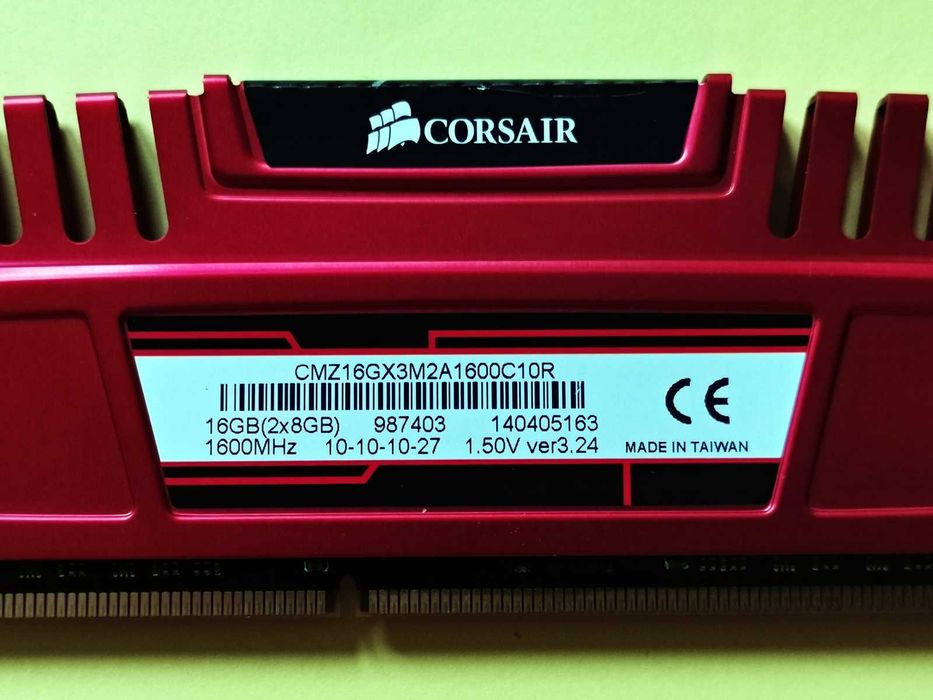 CORSAIR
CMZ16GX3M2A1600C10R
16GB(2x8GB) 987403 140405163
1600MHz 10-10-10-27 1.50V ver3.24
CE
MADE IN TAIWAN